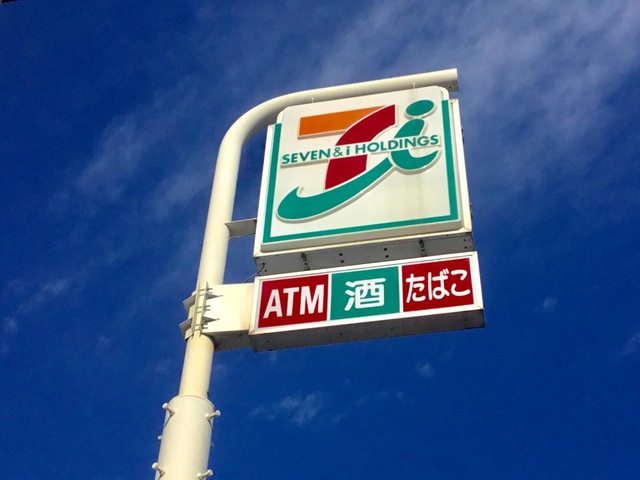 SEVEN & i HOLDINGS
ATM 酒 たばこ